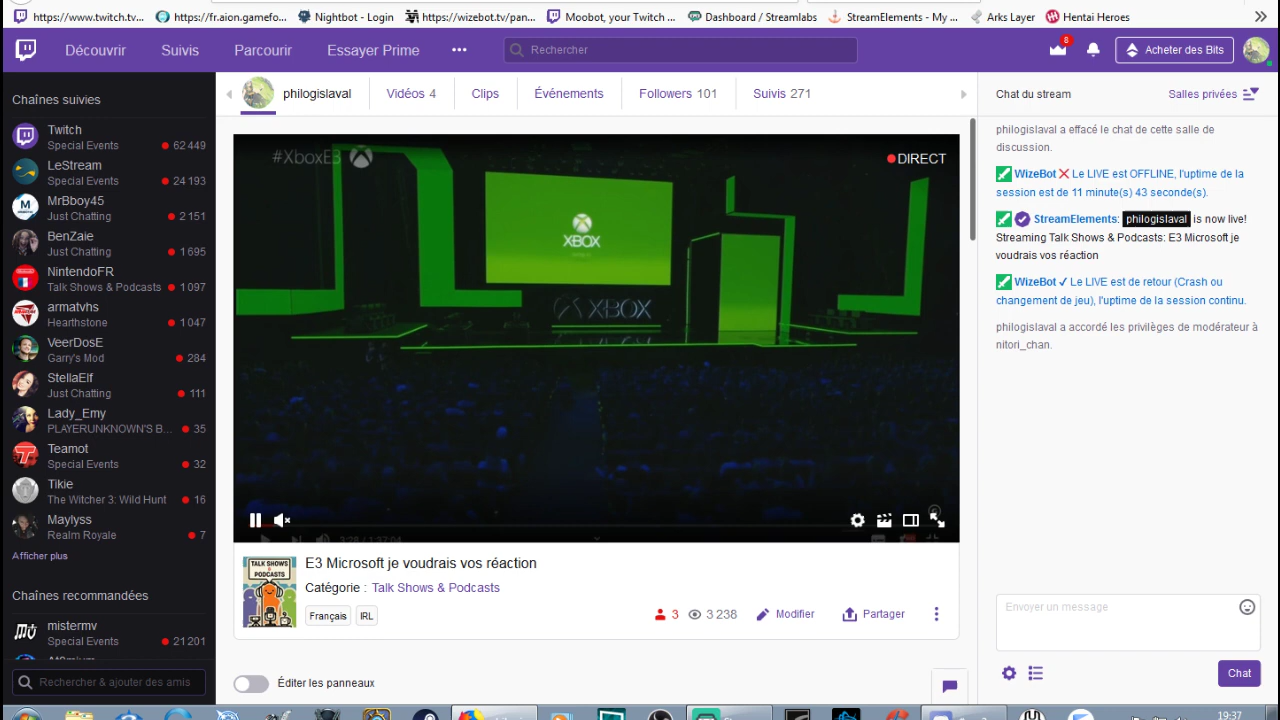 https://www.twitch.tv...
https://fr.aion.gamefo...
Nightbot - Login
https://wizebot.tv/pan...
Moobot, your Twitch ...
Dashboard / Streamlabs
StreamElements - My ...
Arks Layer
Hentai Heroes
Découvrir
Suivis
Parcourir
Essayer Prime
Rechercher
8
Acheter des Bits
Chaînes suivies
Twitch
Special Events 62 449
LeStream
Special Events 24 193
MrBboy45
Just Chatting 2 151
BenZaie
Just Chatting 1 695
NintendoFR
Talk Shows & Podcasts 1 097
armatvhs
Hearthstone 1 047
VeerDosE
Garry's Mod 284
StellaElf
Just Chatting 111
Lady_Emy
PLAYERUNKNOWN'S B... 35
Teamot
Special Events 32
Tikie
The Witcher 3: Wild Hunt 16
Maylyss
Realm Royale 7
Afficher plus
Chaînes recommandées
mistermv
Special Events 21 201
Rechercher & ajouter des amis
philogislaval
Vidéos 4
Clips
Événements
Followers 101
Suivis 271
#XboxE3
DIRECT
XBOX
XBOX
3:28 / 1:37:04
TALK SHOWS & PODCASTS
E3 Microsoft je voudrais vos réaction
Catégorie : Talk Shows & Podcasts
Français
IRL
3
3 238
Modifier
Partager
Éditer les panneaux
Chat du stream
Salles privées
philogislaval a effacé le chat de cette salle de
discussion.
WizeBot ❌ Le LIVE est OFFLINE, l'uptime de la
session est de 11 minute(s) 43 seconde(s).
StreamElements: philogislaval is now live!
Streaming Talk Shows & Podcasts: E3 Microsoft je
voudrais vos réaction
WizeBot ✓ Le LIVE est de retour (Crash ou
changement de jeu), l'uptime de la session continu.
philogislaval a accordé les privilèges de modérateur à
nitori_chan.
Envoyer un message
Chat
19:37